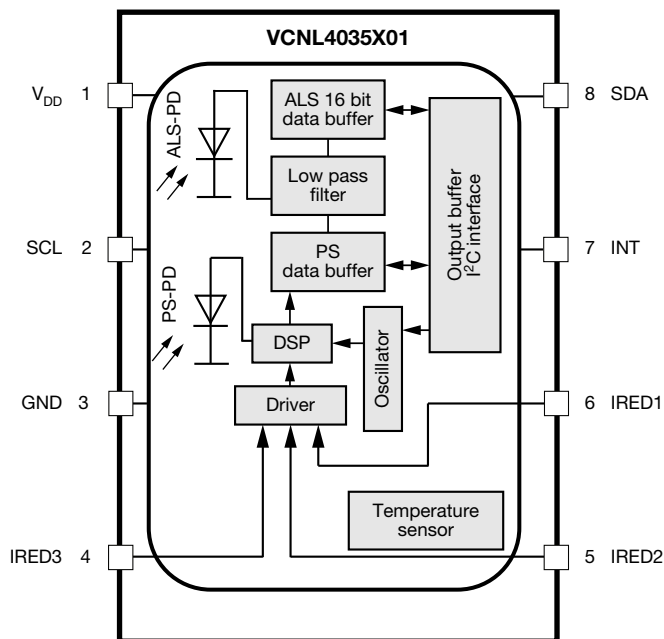 VCNL4035X01
V_DD 1
8 SDA
ALS-PD
ALS 16 bit
data buffer
Low pass
filter
Output buffer
I²C interface
SCL 2
7 INT
PS
data buffer
PS-PD
DSP
Oscillator
GND 3
Driver
6 IRED1
Temperature
sensor
IRED3 4
5 IRED2